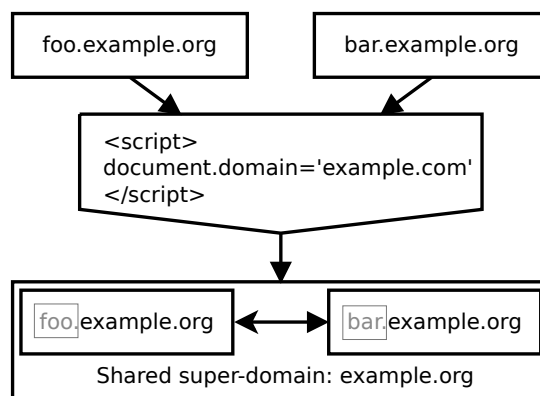 foo.example.org
bar.example.org
<script>
document.domain='example.com'
</script>
foo.example.org
bar.example.org
Shared super-domain: example.org